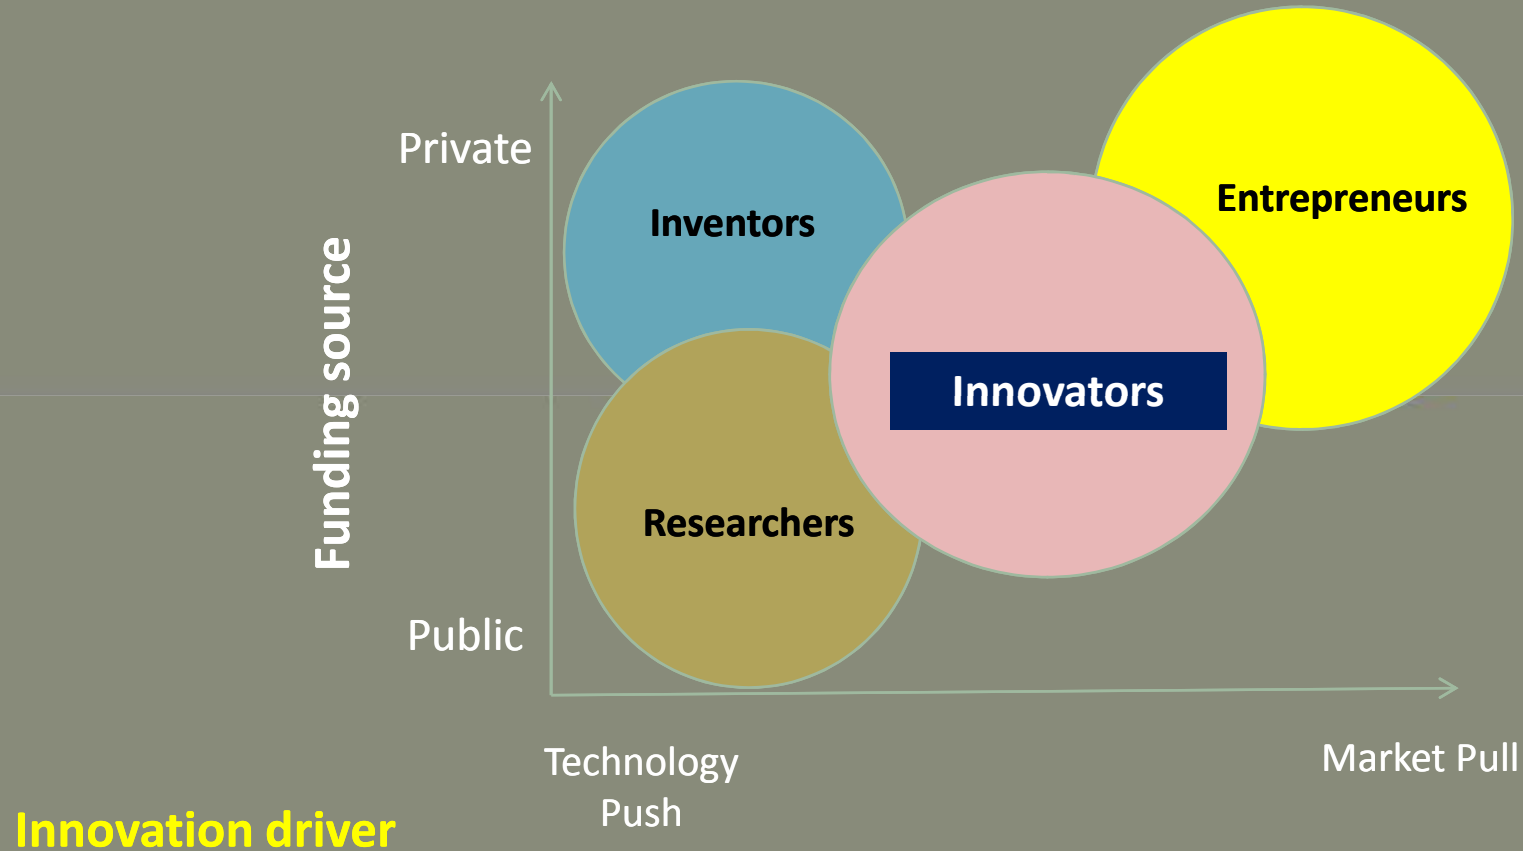 Private
Inventors
Entrepreneurs
Funding source
Innovators
Researchers
Public
Technology
Push
Market Pull
Innovation driver